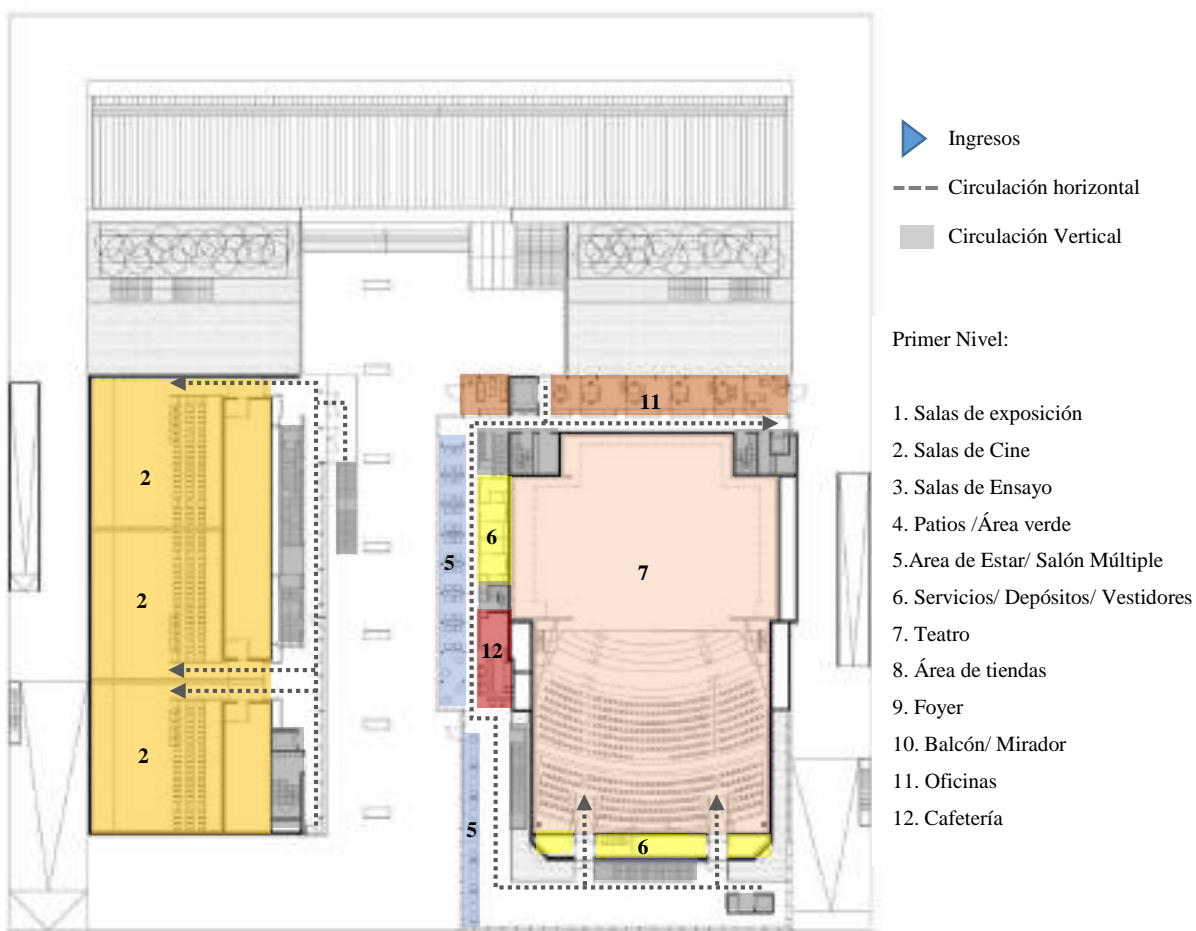 Ingresos
Circulación horizontal
Circulación Vertical
Primer Nivel:
1. Salas de exposición
2. Salas de Cine
3. Salas de Ensayo
4. Patios /Área verde
5.Area de Estar/ Salón Múltiple
6. Servicios/ Depósitos/ Vestidores
7. Teatro
8. Área de tiendas
9. Foyer
10. Balcón/ Mirador
11. Oficinas
12. Cafetería
11
2
6
5
7
2
12
2
5
6